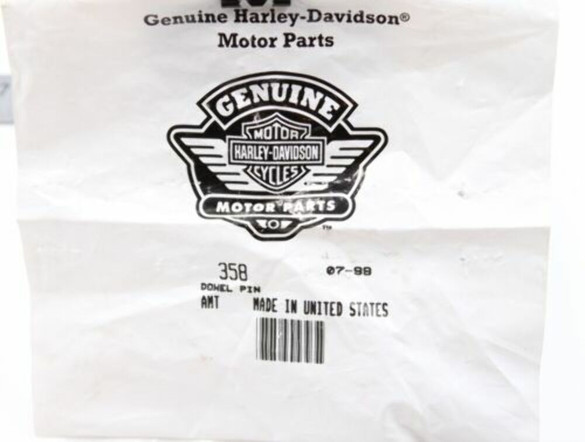 Genuine Harley-Davidson®
Motor Parts
GENUINE
MOTOR
HARLEY-DAVIDSON
CYCLES
MOTOR PARTS
™
358 07-98
DOWEL PIN
AMT MADE IN UNITED STATES